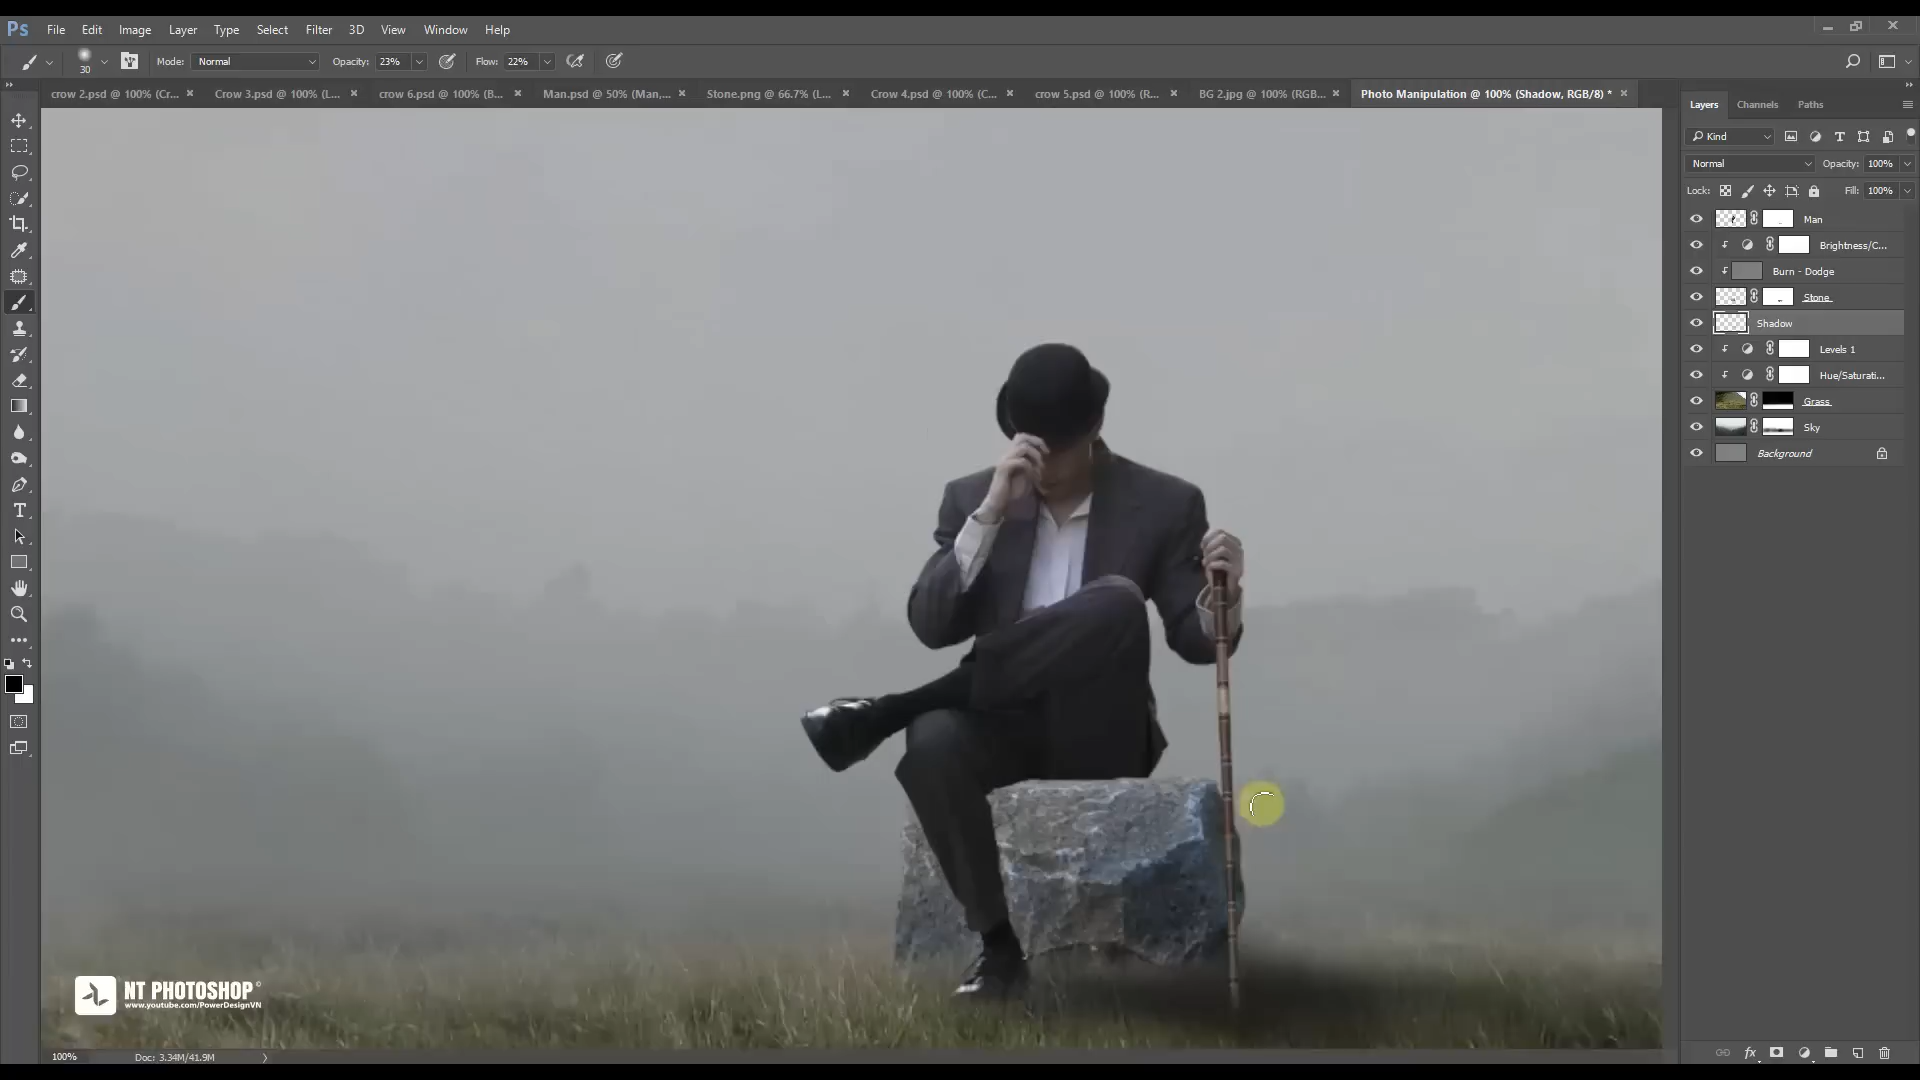 Ps File Edit Image Layer Type Select Filter 3D View Window Help
30 Mode: Normal Opacity: 23% Flow: 22%
crow 2.psd @ 100% (Cr... × Crow 3.psd @ 100% (L... × crow 6.psd @ 100% (B... × Man.psd @ 50% (Man,... × Stone.png @ 66.7% (L... × Crow 4.psd @ 100% (C... × crow 5.psd @ 100% (R... × BG 2.jpg @ 100% (RGB... × Photo Manipulation @ 100% (Shadow, RGB/8) * ×
Layers Channels Paths
Kind
Normal Opacity: 100%
Lock: Fill: 100%
Man
Brightness/C...
Burn - Dodge
Stone
Shadow
Levels 1
Hue/Saturati...
Grass
Sky
Background
NT PHOTOSHOP©
www.youtube.com/PowerDesignVN
100% Doc: 3.34M/41.9M